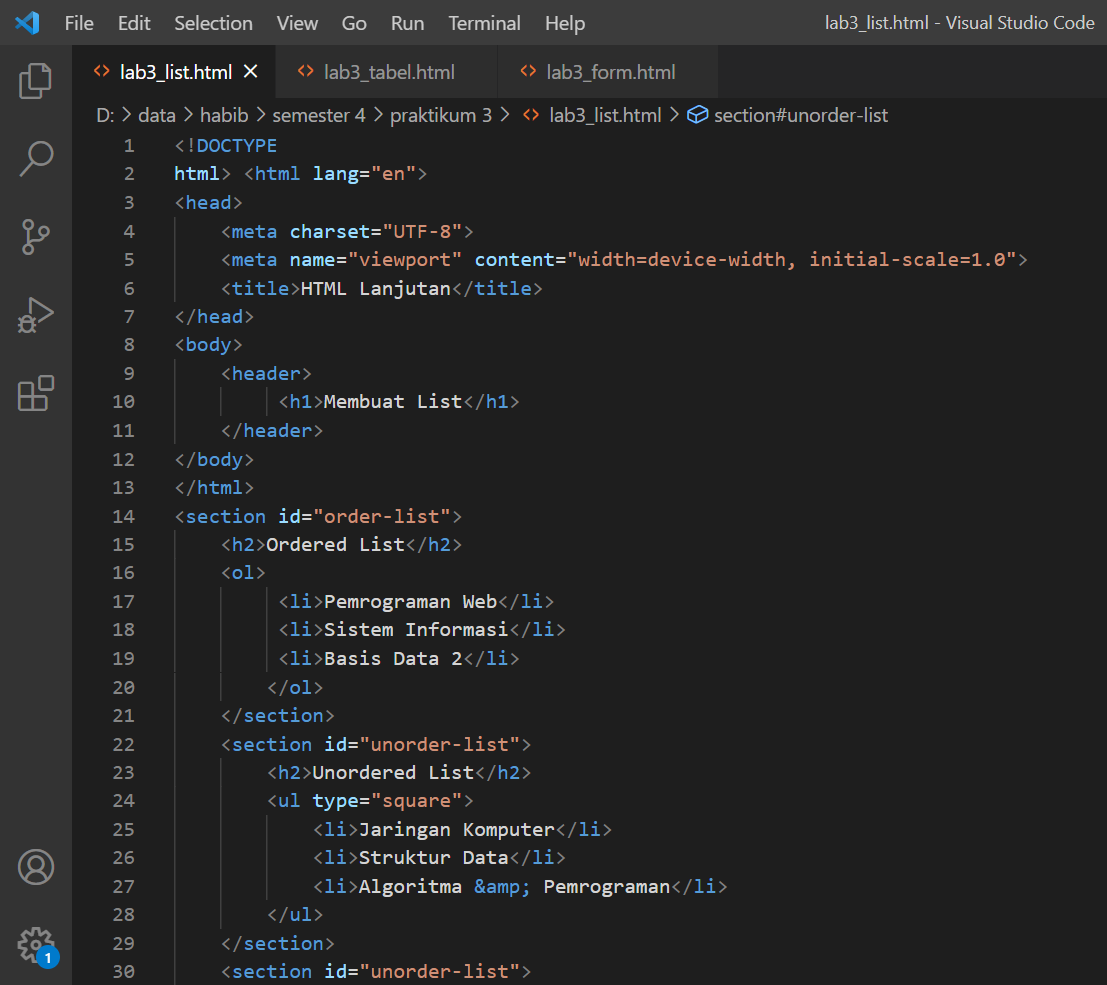 File Edit Selection View Go Run Terminal Help lab3_list.html - Visual Studio Code
lab3_list.html lab3_tabel.html lab3_form.html
D: > data > habib > semester 4 > praktikum 3 > lab3_list.html > section#unorder-list
1 <!DOCTYPE
2 html> <html lang="en">
3 <head>
4 <meta charset="UTF-8">
5 <meta name="viewport" content="width=device-width, initial-scale=1.0">
6 <title>HTML Lanjutan</title>
7 </head>
8 <body>
9 <header>
10 <h1>Membuat List</h1>
11 </header>
12 </body>
13 </html>
14 <section id="order-list">
15 <h2>Ordered List</h2>
16 <ol>
17 <li>Pemrograman Web</li>
18 <li>Sistem Informasi</li>
19 <li>Basis Data 2</li>
20 </ol>
21 </section>
22 <section id="unorder-list">
23 <h2>Unordered List</h2>
24 <ul type="square">
25 <li>Jaringan Komputer</li>
26 <li>Struktur Data</li>
27 <li>Algoritma &amp; Pemrograman</li>
28 </ul>
29 </section>
30 <section id="unorder-list">
1